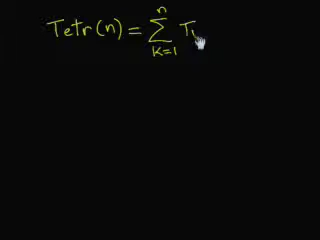 Tetr(n) = n∑K=1 T